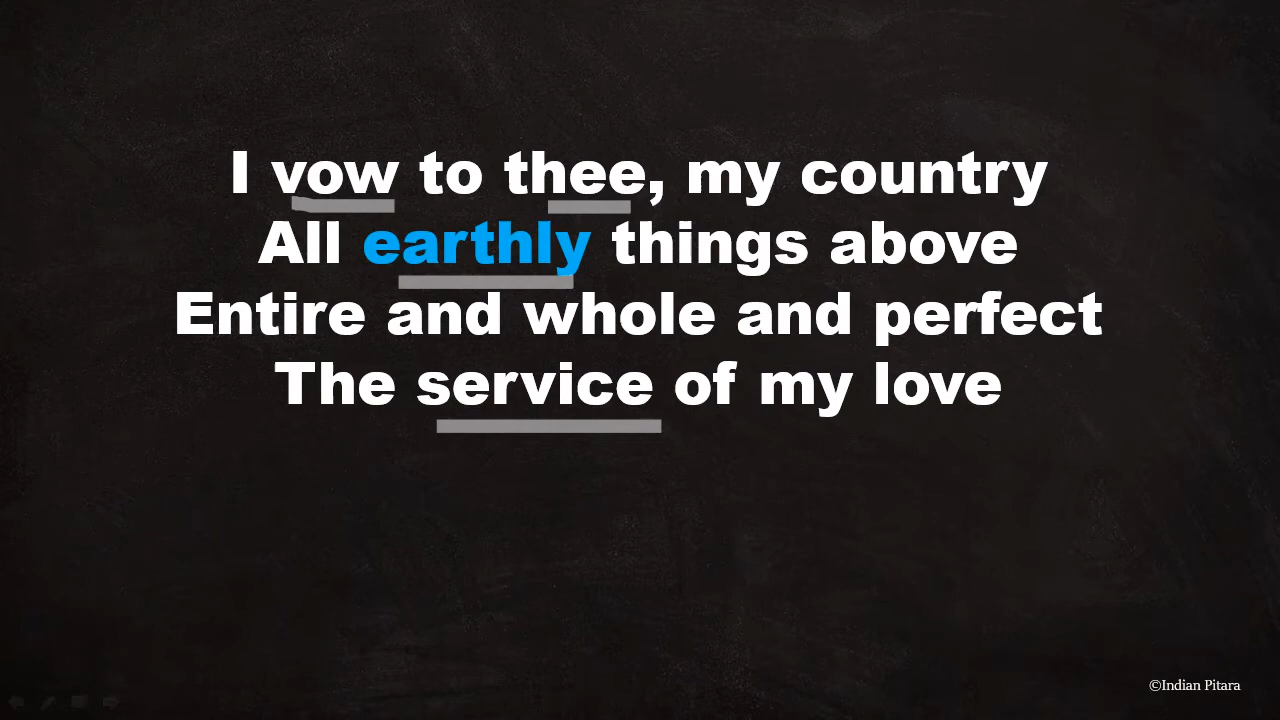 I vow to thee, my country
All earthly things above
Entire and whole and perfect
The service of my love
©Indian Pitara